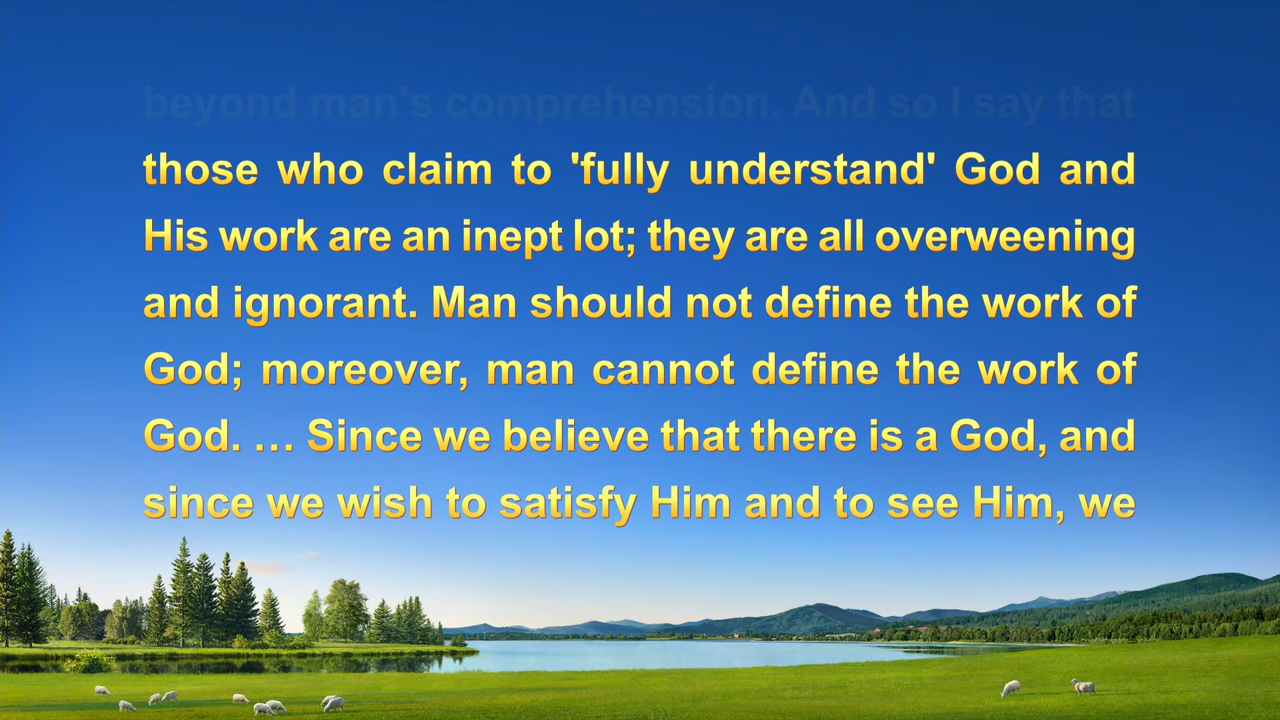 beyond man's comprehension. And so I say that
those who claim to 'fully understand' God and
His work are an inept lot; they are all overweening
and ignorant. Man should not define the work of
God; moreover, man cannot define the work of
God. … Since we believe that there is a God, and
since we wish to satisfy Him and to see Him, we